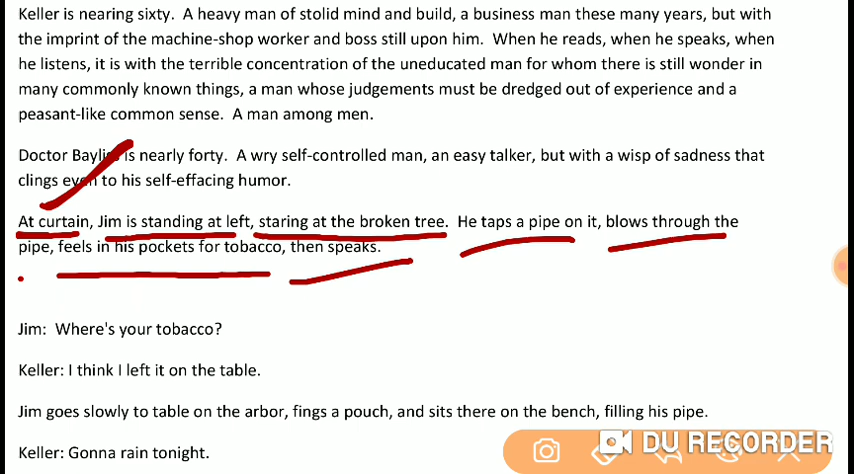 Keller is nearing sixty. A heavy man of stolid mind and build, a business man these many years, but with
the imprint of the machine-shop worker and boss still upon him. When he reads, when he speaks, when
he listens, it is with the terrible concentration of the uneducated man for whom there is still wonder in
many commonly known things, a man whose judgements must be dredged out of experience and a
peasant-like common sense. A man among men.
Doctor Bayliss is nearly forty. A wry self-controlled man, an easy talker, but with a wisp of sadness that
clings even to his self-effacing humor.
At curtain, Jim is standing at left, staring at the broken tree. He taps a pipe on it, blows through the
pipe, feels in his pockets for tobacco, then speaks.
Jim: Where's your tobacco?
Keller: I think I left it on the table.
Jim goes slowly to table on the arbor, fings a pouch, and sits there on the bench, filling his pipe.
Keller: Gonna rain tonight.
DU RECORDER